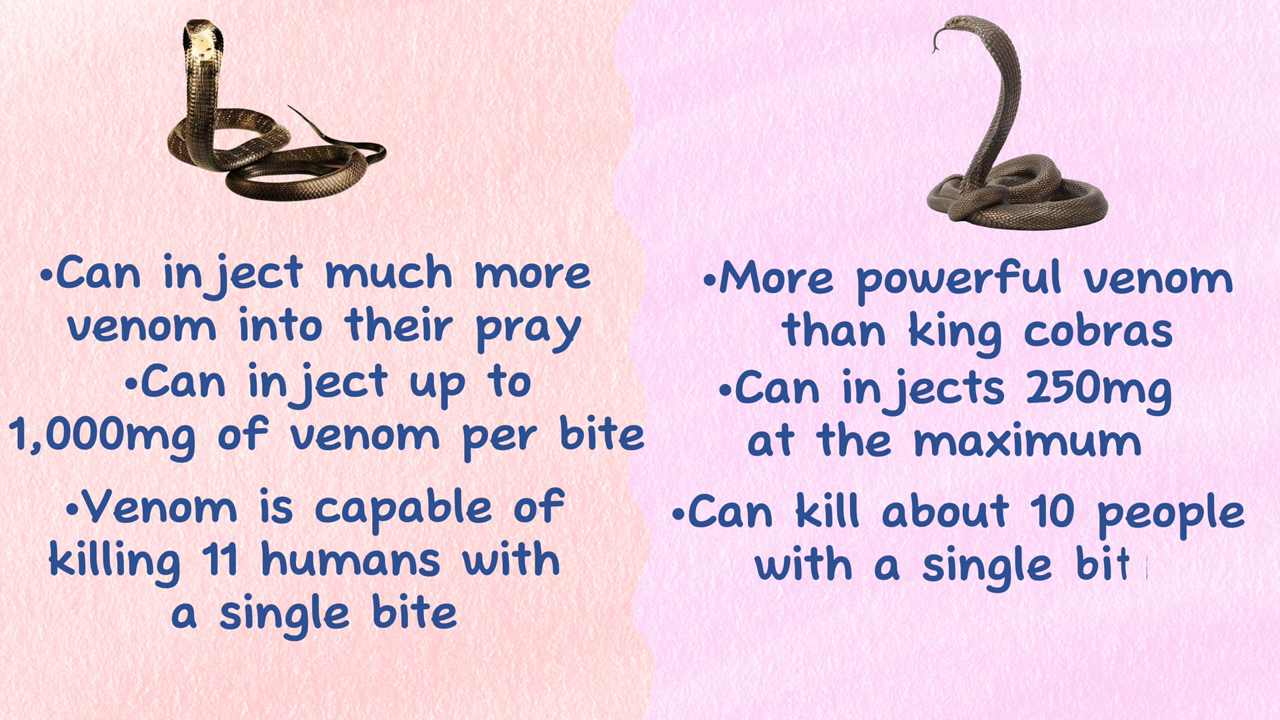 •Can inject much more
venom into their pray
•Can inject up to
1,000mg of venom per bite
•Venom is capable of
killing 11 humans with
a single bite
•More powerful venom
than king cobras
•Can injects 250mg
at the maximum
•Can kill about 10 people
with a single bit